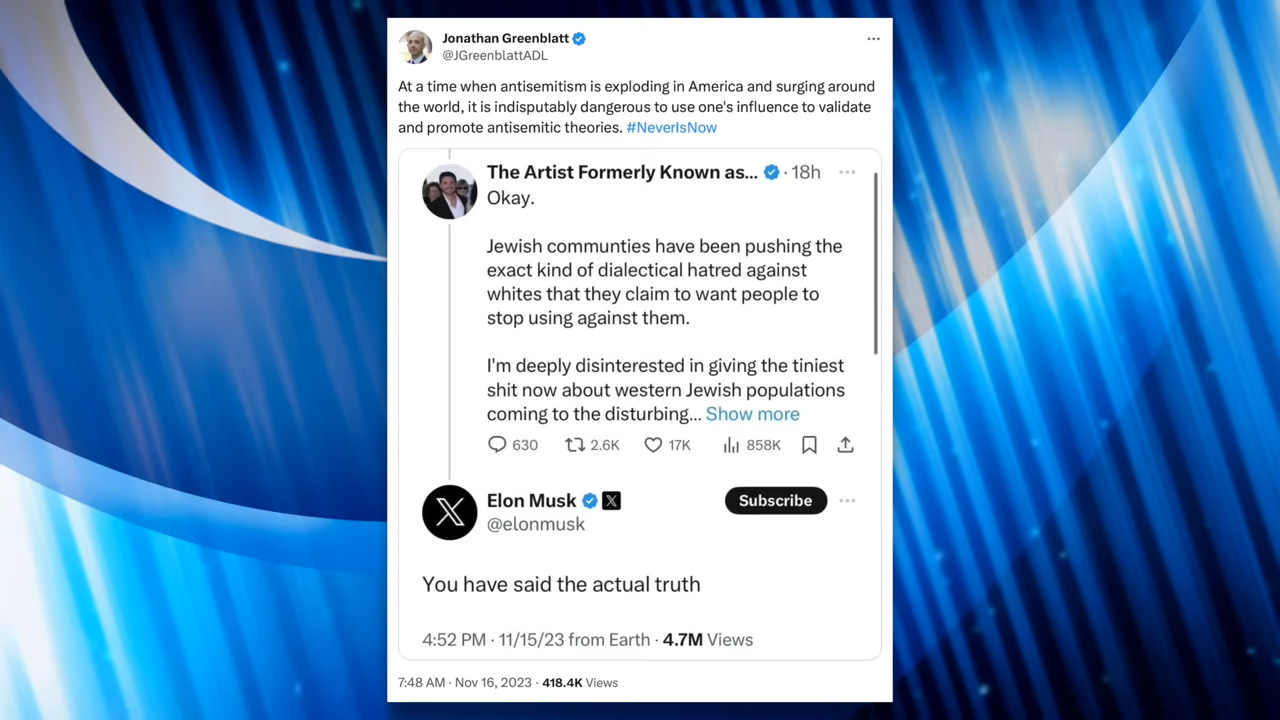 Jonathan Greenblatt
@JGreenblattADL
At a time when antisemitism is exploding in America and surging around
the world, it is indisputably dangerous to use one's influence to validate
and promote antisemitic theories. #NeverIsNow
The Artist Formerly Known as... · 18h
Okay.
Jewish communties have been pushing the
exact kind of dialectical hatred against
whites that they claim to want people to
stop using against them.
I'm deeply disinterested in giving the tiniest
shit now about western Jewish populations
coming to the disturbing... Show more
630 2.6K 17K 858K
Elon Musk X Subscribe
@elonmusk
You have said the actual truth
4:52 PM · 11/15/23 from Earth · 4.7M Views
7:48 AM · Nov 16, 2023 · 418.4K Views